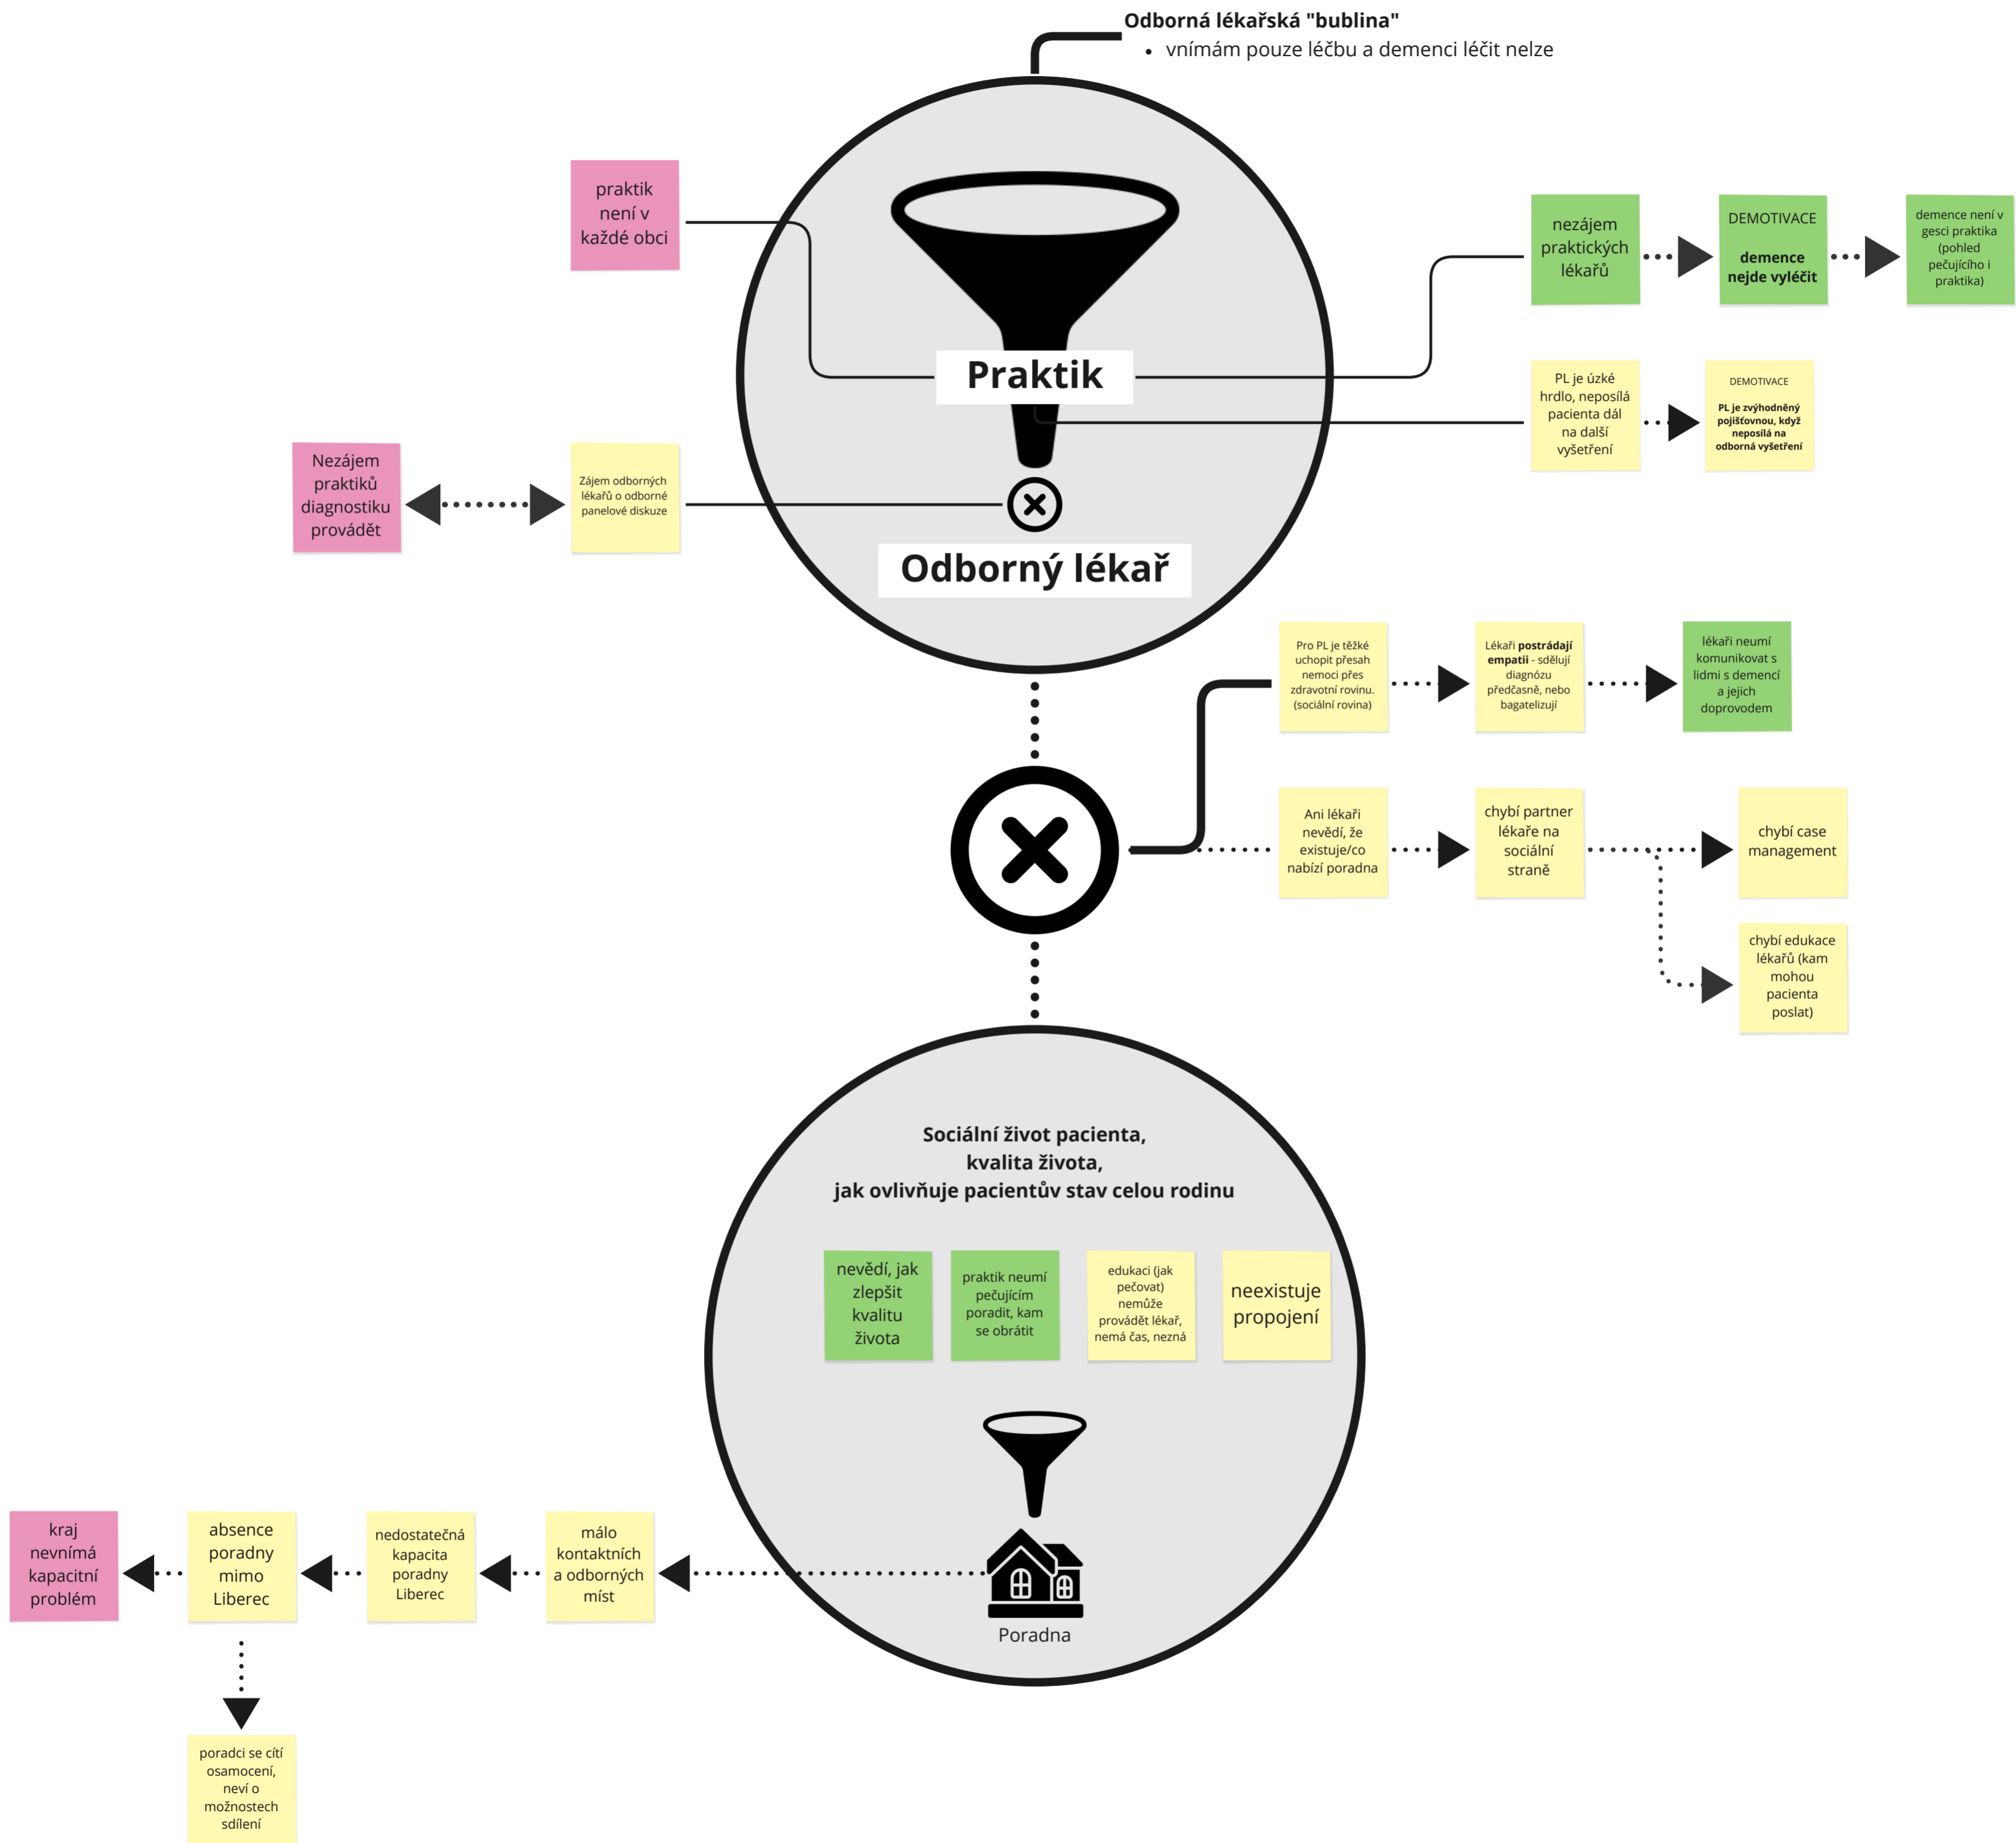 Odborná lékařská "bublina"
• vnímám pouze léčbu a demenci léčit nelze
praktik
není v
každé obci
nezájem
praktických
lékařů
DEMOTIVACE
demence
nejde vyléčit
demence není v
gesci praktika
(pohled
pečujícího i
praktika)
Praktik
PL je úzké
hrdlo, neposílá
pacienta dál
na další
vyšetření
DEMOTIVACE
PL je zvýhodněný
pojišťovnou, když
neposílá na
odborná vyšetření
Nezájem
praktiků
diagnostiku
provádět
Zájem odborných
lékařů o odborné
panelové diskuze
Odborný lékař
Pro PL je těžké
uchopit přesah
nemoci přes
zdravotní rovinu.
(sociální rovina)
Lékaři postrádají
empatii - sdělují
diagnózu
předčasně, nebo
bagatelizují
lékaři neumí
komunikovat s
lidmi s demencí
a jejich
doprovodem
Ani lékaři
nevědí, že
existuje/co
nabízí poradna
chybí partner
lékaře na
sociální
straně
chybí case
management
chybí edukace
lékařů (kam
mohou
pacienta
poslat)
Sociální život pacienta,
kvalita života,
jak ovlivňuje pacientův stav celou rodinu
nevědí, jak
zlepšit
kvalitu
života
praktik neumí
pečujícím
poradit, kam
se obrátit
edukaci (jak
pečovat)
nemůže
provádět lékař,
nemá čas, nezná
neexistuje
propojení
kraj
nevnímá
kapacitní
problém
absence
poradny
mimo
Liberec
nedostatečná
kapacita
poradny
Liberec
málo
kontaktních
a odborných
míst
Poradna
poradci se cítí
osamocení,
neví o
možnostech
sdílení